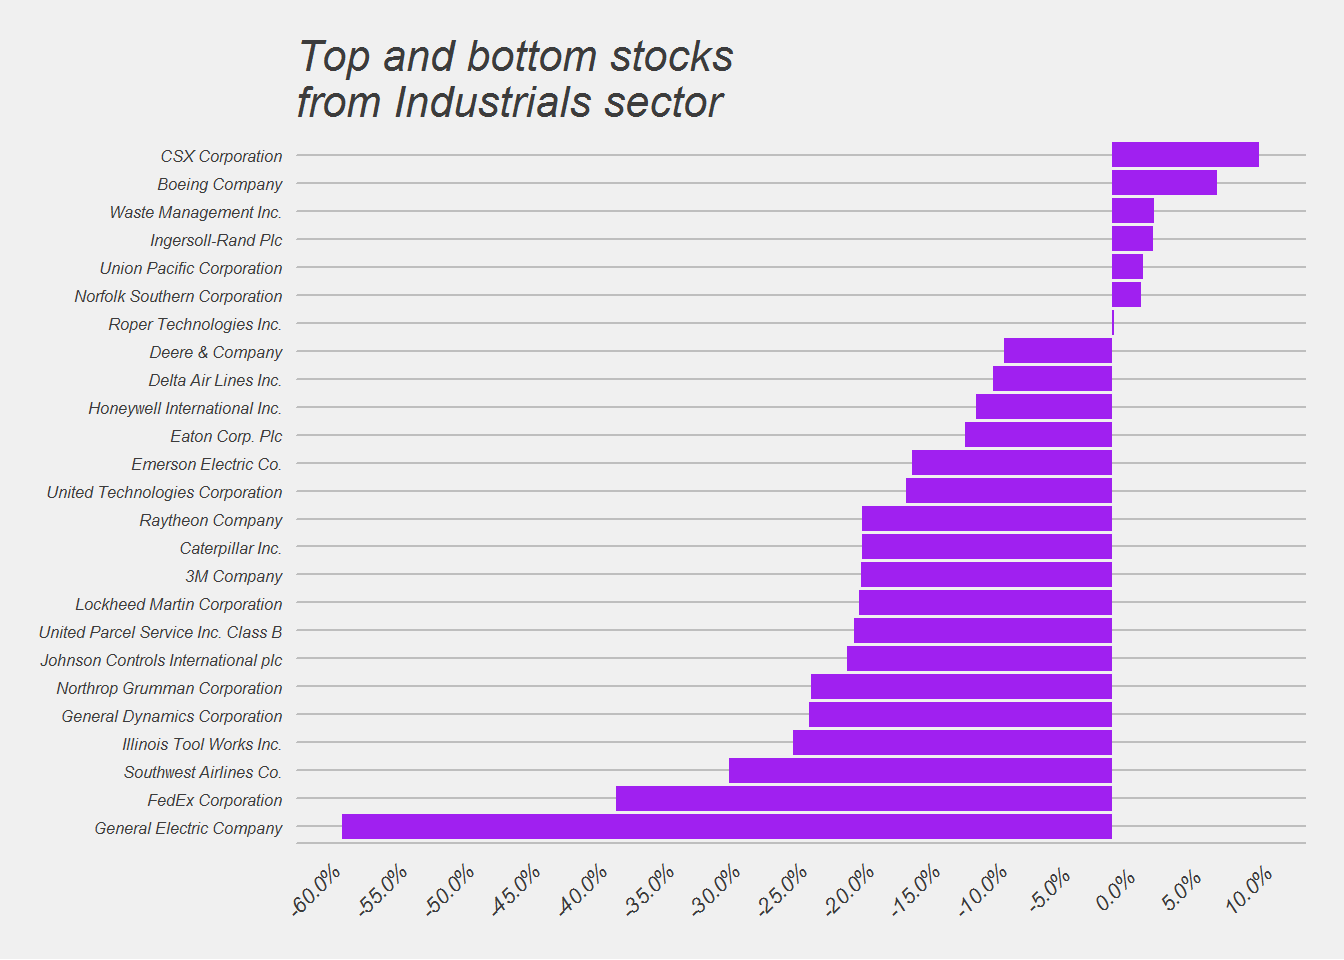 Top and bottom stocks
from Industrials sector
CSX Corporation
Boeing Company
Waste Management Inc.
Ingersoll-Rand Plc
Union Pacific Corporation
Norfolk Southern Corporation
Roper Technologies Inc.
Deere & Company
Delta Air Lines Inc.
Honeywell International Inc.
Eaton Corp. Plc
Emerson Electric Co.
United Technologies Corporation
Raytheon Company
Caterpillar Inc.
3M Company
Lockheed Martin Corporation
United Parcel Service Inc. Class B
Johnson Controls International plc
Northrop Grumman Corporation
General Dynamics Corporation
Illinois Tool Works Inc.
Southwest Airlines Co.
FedEx Corporation
General Electric Company
-60.0%
-55.0%
-50.0%
-45.0%
-40.0%
-35.0%
-30.0%
-25.0%
-20.0%
-15.0%
-10.0%
-5.0%
0.0%
5.0%
10.0%